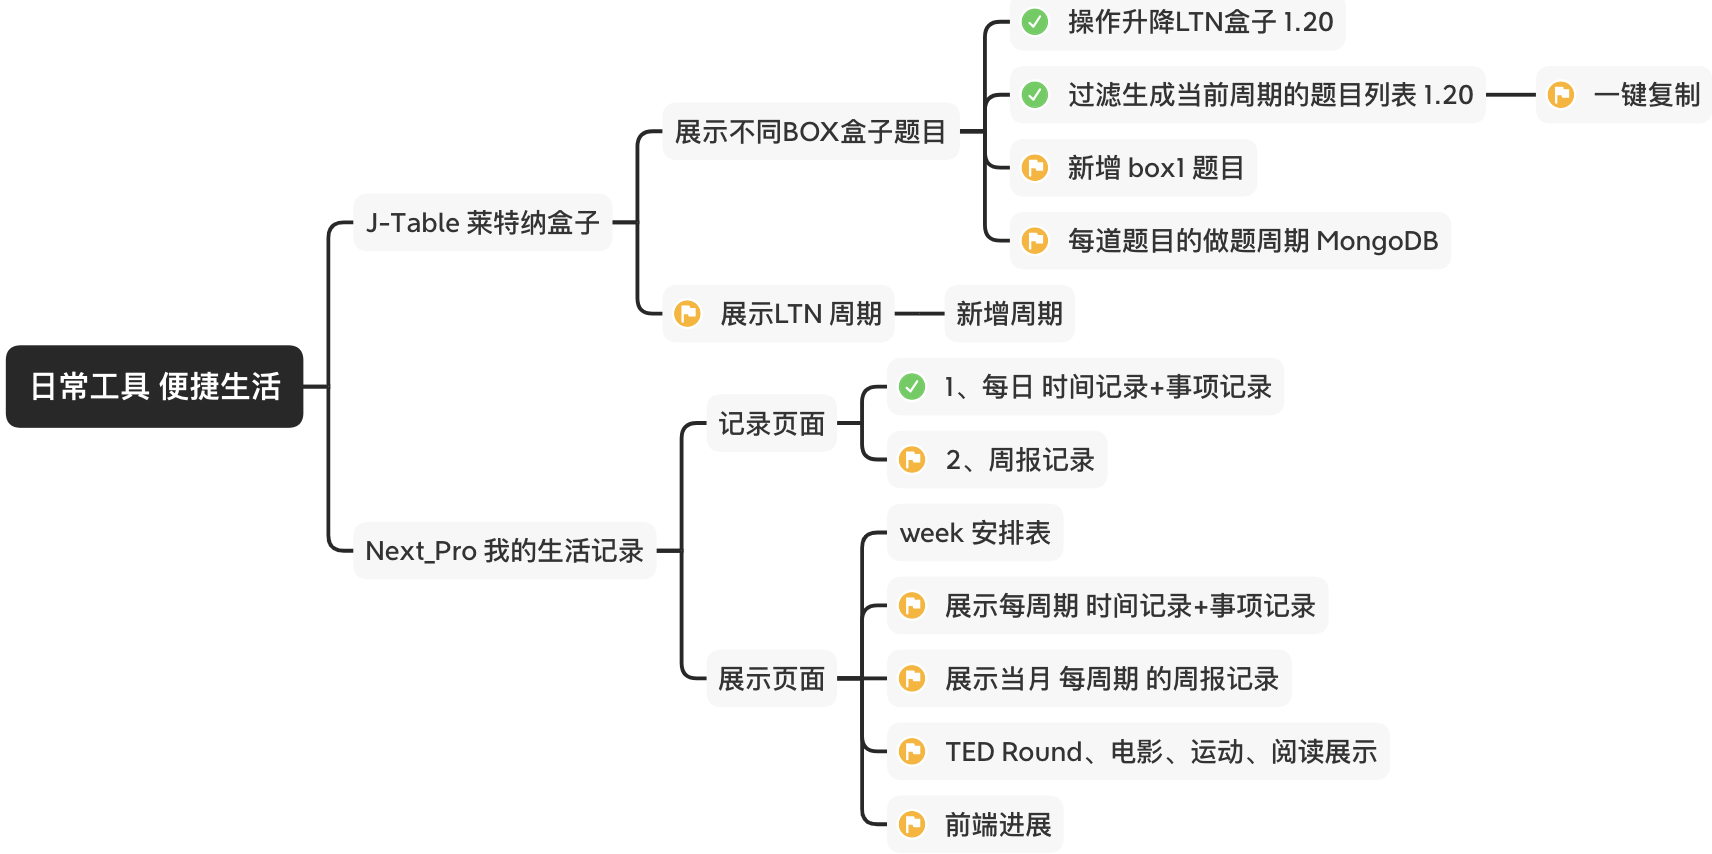 日常工具 便捷生活
J-Table 莱特纳盒子
展示不同BOX盒子题目
操作升降LTN盒子 1.20
过滤生成当前周期的题目列表 1.20
一键复制
新增 box1 题目
每道题目的做题周期 MongoDB
展示LTN 周期
新增周期
Next_Pro 我的生活记录
记录页面
1、每日 时间记录+事项记录
2、周报记录
展示页面
week 安排表
展示每周期 时间记录+事项记录
展示当月 每周期 的周报记录
TED Round、电影、运动、阅读展示
前端进展